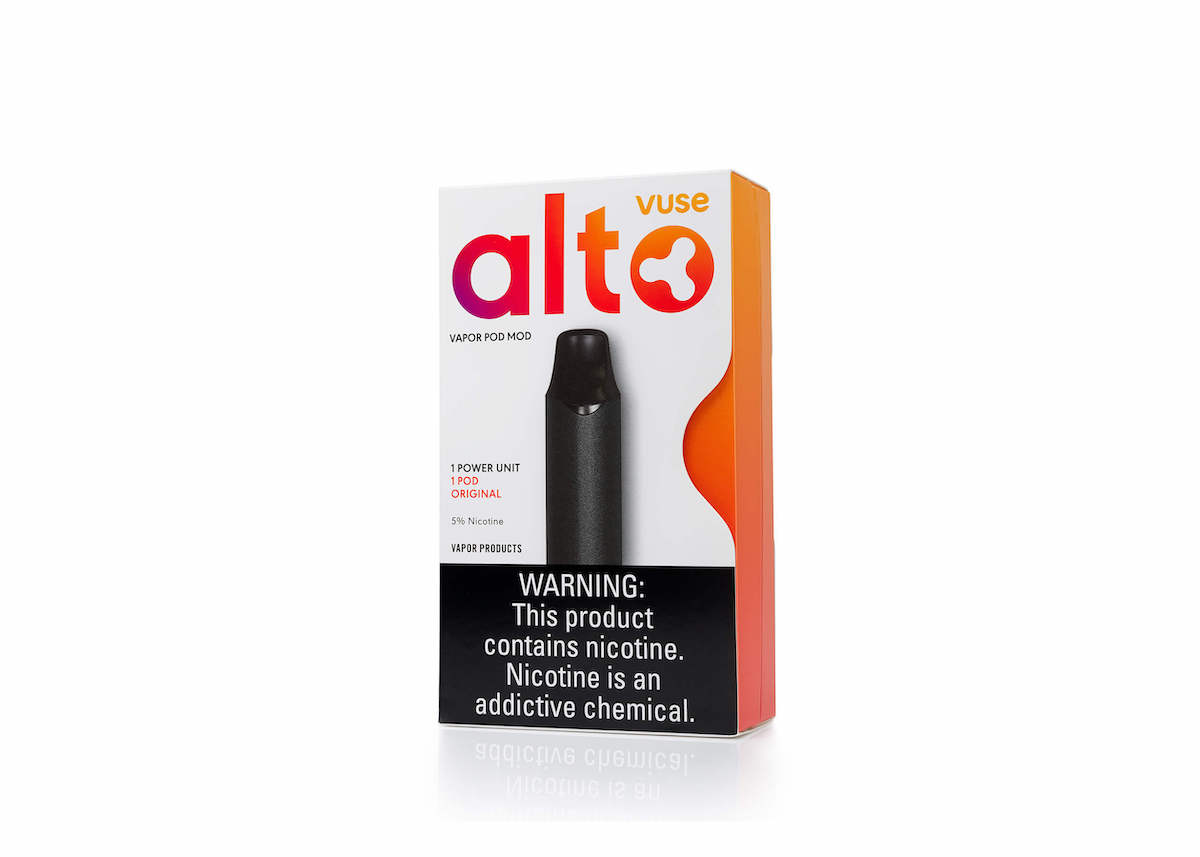 vuse
alto
VAPOR POD MOD
1 POWER UNIT
1 POD
ORIGINAL
5% Nicotine
VAPOR PRODUCTS
WARNING:
This product
contains nicotine.
Nicotine is an
addictive chemical.